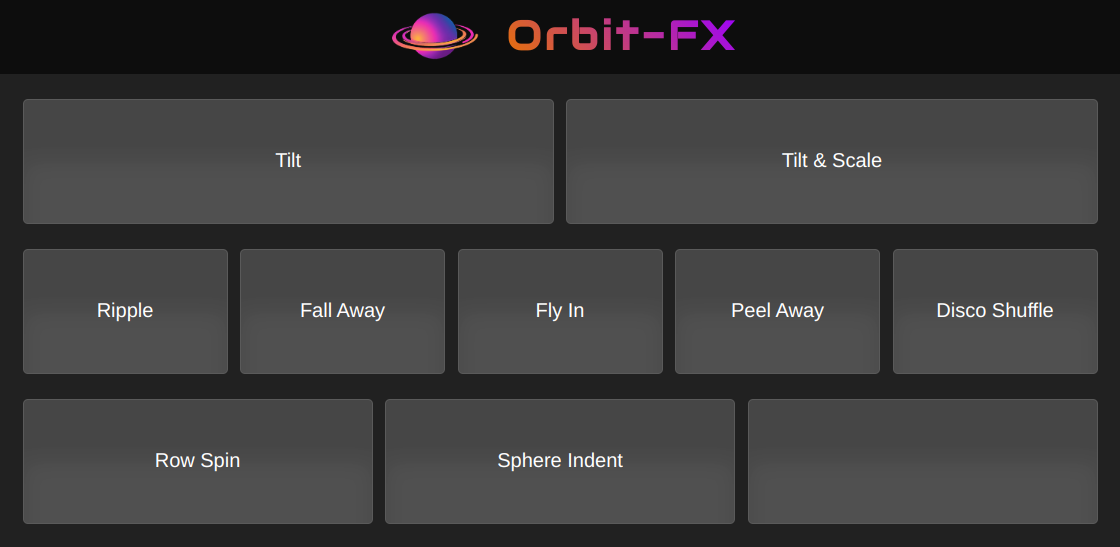 Orbit-FX
Tilt
Tilt & Scale
Ripple
Fall Away
Fly In
Peel Away
Disco Shuffle
Row Spin
Sphere Indent